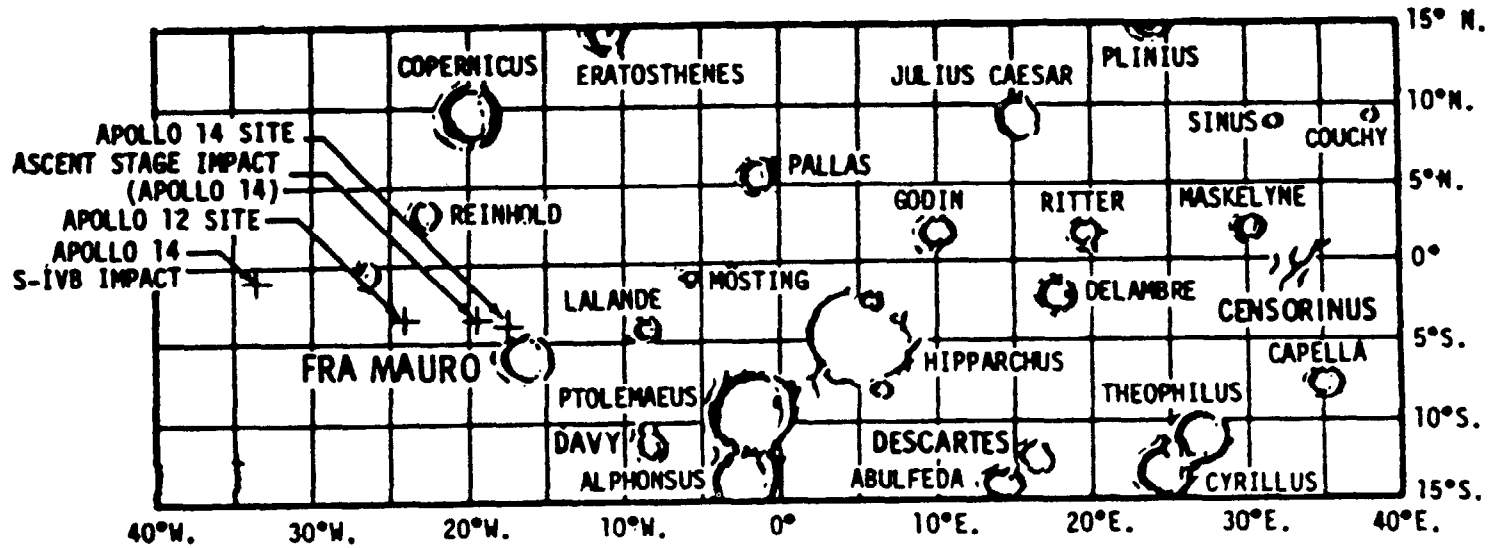 15° N.
PLINIUS
COPERNICUS
ERATOSTHENES
JULIUS CAESAR
10°N.
SINUS
COUCHY
APOLLO 14 SITE
ASCENT STAGE IMPACT
(APOLLO 14)
PALLAS
5°N.
APOLLO 12 SITE
REINHOLD
GODIN
RITTER
MASKELYNE
APOLLO 14
S-IVB IMPACT
0°
MÖSTING
LALANDE
DELAMBRE
CENSORINUS
5°S.
FRA MAURO
HIPPARCHUS
CAPELLA
PTOLEMAEUS
THEOPHILUS
10°S.
DAVY
DESCARTES
ALPHONSUS
ABULFEDA
CYRILLUS
15°S.
40°W. 30°W. 20°W. 10°W. 0° 10°E. 20°E. 30°E. 40°E.